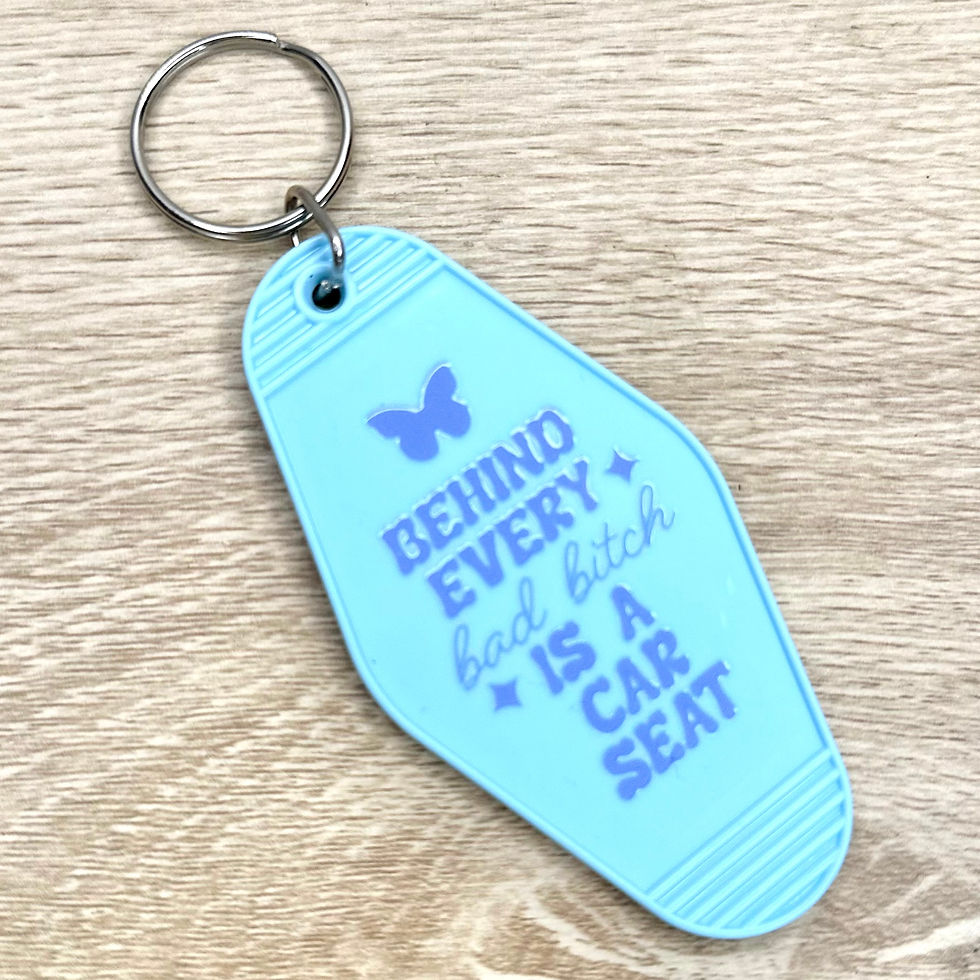 BEHIND
EVERY
bad bitch
IS A
CAR
SEAT